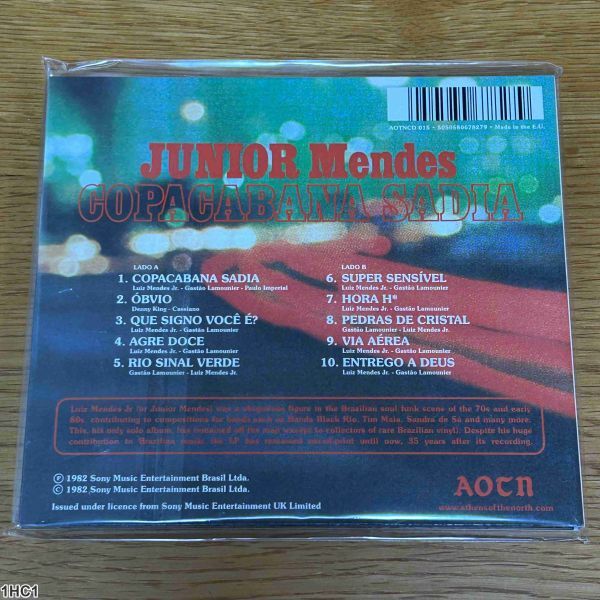 AOTNCD 015 • 5050580678279 • Made in the E.U.
JUNIOR Mendes
COPACABANA SADIA
LADO A
1. COPACABANA SADIA
Luiz Mendes Jr. - Gastão Lamounier - Paulo Imperial
2. ÓBVIO
Denny King - Cassiano
3. QUE SIGNO VOCÊ É?
Luiz Mendes Jr. - Gastão Lamounier
4. AGRE DOCE
Luiz Mendes Jr. - Gastão Lamounier
5. RIO SINAL VERDE
Gastão Lamounier - Luiz Mendes Jr.
LADO B
6. SUPER SENSÍVEL
Luiz Mendes Jr. - Gastão Lamounier
7. HORA H*
Luiz Mendes Jr. - Gastão Lamounier
8. PEDRAS DE CRISTAL
Gastão Lamounier - Luiz Mendes Jr.
9. VIA AÉREA
Luiz Mendes Jr. - Gastão Lamounier
10. ENTREGO A DEUS
Luiz Mendes Jr. - Gastão Lamounier
Luiz Mendes Jr (or Junior Mendes) was a ubiquitous figure in the Brazilian soul funk scene of the 70s and early
80s, contributing to compositions for bands such as Banda Black Rio, Tim Maia, Sandra de Sá and many more.
This, his only solo album, has remained off the map except to collectors of rare Brazilian vinyl. Despite his huge
contribution to Brazilian music, the LP has remained unread-print until now, 35 years after its recording.
Ⓟ 1982 Sony Music Entertainment Brasil Ltda.
© 1982 Sony Music Entertainment Brasil Ltda.
Issued under licence from Sony Music Entertainment UK Limited
AOTN
www.athensofthenorth.com
1HC1